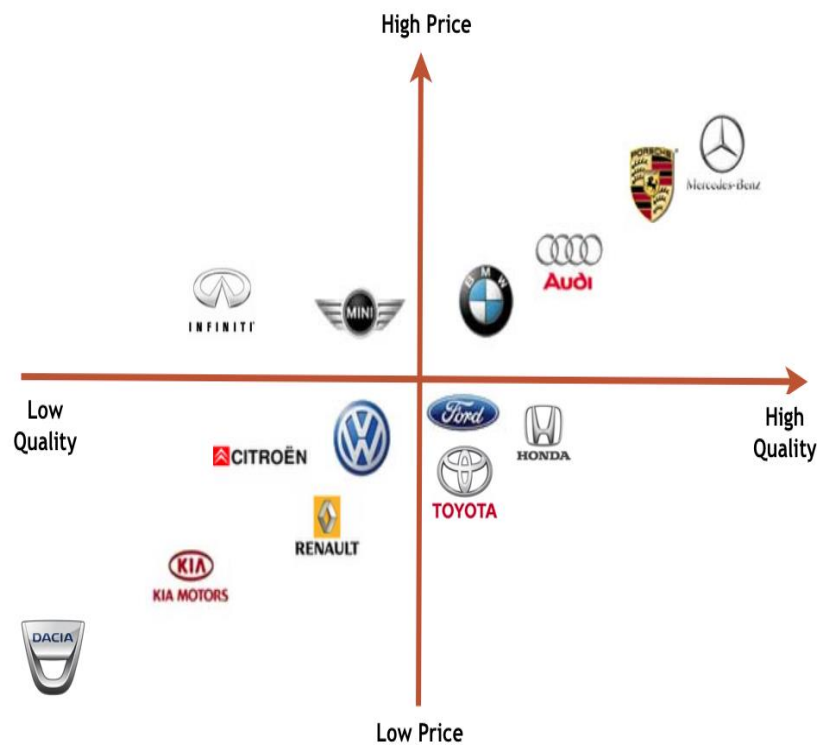 High Price
PORSCHE
Mercedes-Benz
Audi
BMW
INFINITI
MINI
Low
Quality
High
Quality
Ford
HONDA
CITROËN
TOYOTA
RENAULT
KIA
KIA MOTORS
DACIA
Low Price